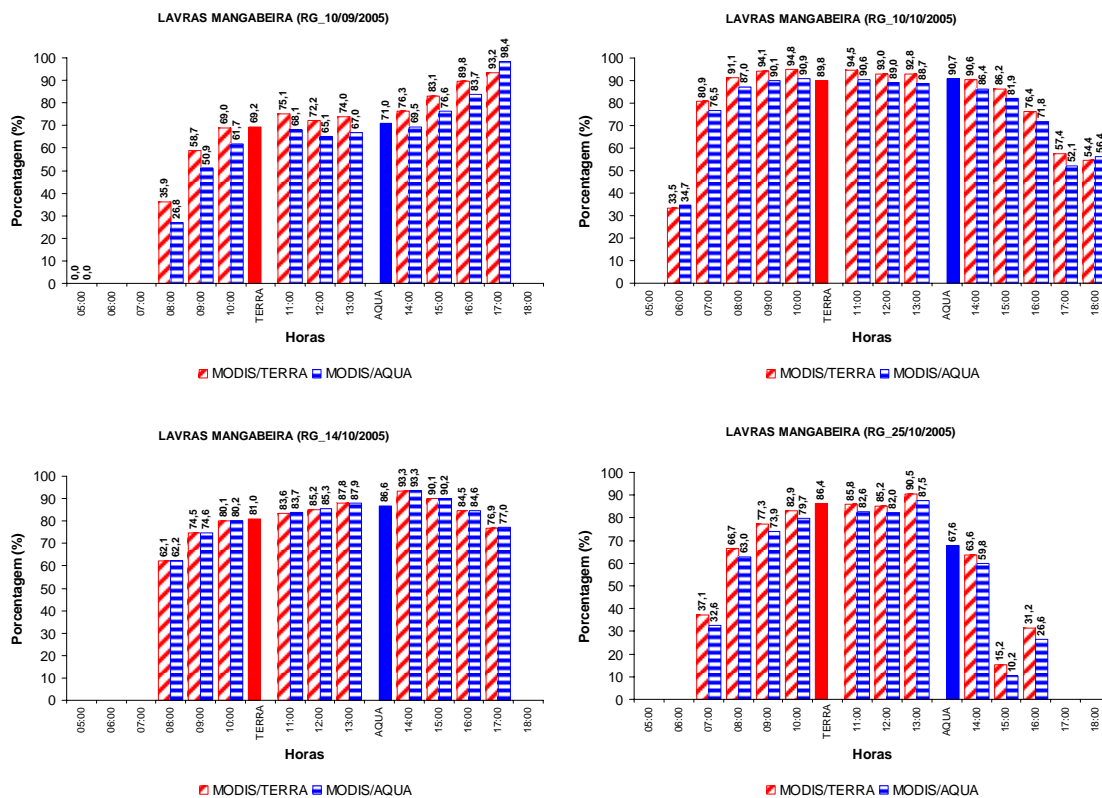 LAVRAS MANGABEIRA (RG_10/09/2005)
Porcentagem (%)
100
90
80
70
60
50
40
30
20
10
0
0,0 0,0 35,9 26,8 58,7 50,9 69,0 61,7 69,2 75,1 68,1 72,2 65,1 74,0 67,0 71,0 76,3 69,5 83,1 76,6 89,8 83,7 93,2 98,4
05:00 06:00 07:00 08:00 09:00 10:00 TERRA 11:00 12:00 13:00 AQUA 14:00 15:00 16:00 17:00 18:00
Horas
MODIS/TERRA MODIS/AQUA
LAVRAS MANGABEIRA (RG_10/10/2005)
Porcentagem (%)
100
90
80
70
60
50
40
30
20
10
0
33,5 34,7 80,9 76,5 91,1 87,0 94,1 90,1 94,8 90,9 89,8 94,5 90,6 93,0 89,0 92,8 88,7 90,7 90,6 86,4 86,2 81,9 76,4 71,8 57,4 52,1 54,4 56,4
05:00 06:00 07:00 08:00 09:00 10:00 TERRA 11:00 12:00 13:00 AQUA 14:00 15:00 16:00 17:00 18:00
Horas
MODIS/TERRA MODIS/AQUA
LAVRAS MANGABEIRA (RG_14/10/2005)
Porcentagem (%)
100
90
80
70
60
50
40
30
20
10
0
62,1 62,2 74,5 74,6 80,1 80,2 81,0 83,6 83,7 85,2 85,3 87,8 87,9 86,6 93,3 93,3 90,1 90,2 84,5 84,6 76,9 77,0
05:00 06:00 07:00 08:00 09:00 10:00 TERRA 11:00 12:00 13:00 AQUA 14:00 15:00 16:00 17:00 18:00
Horas
MODIS/TERRA MODIS/AQUA
LAVRAS MANGABEIRA (RG_25/10/2005)
Porcentagem (%)
100
90
80
70
60
50
40
30
20
10
0
37,1 32,6 66,7 63,0 77,3 73,9 82,9 79,7 86,4 85,8 82,6 85,2 82,0 90,5 87,5 67,6 63,6 59,8 15,2 10,2 31,2 26,6
05:00 06:00 07:00 08:00 09:00 10:00 TERRA 11:00 12:00 13:00 AQUA 14:00 15:00 16:00 17:00 18:00
Horas
MODIS/TERRA MODIS/AQUA